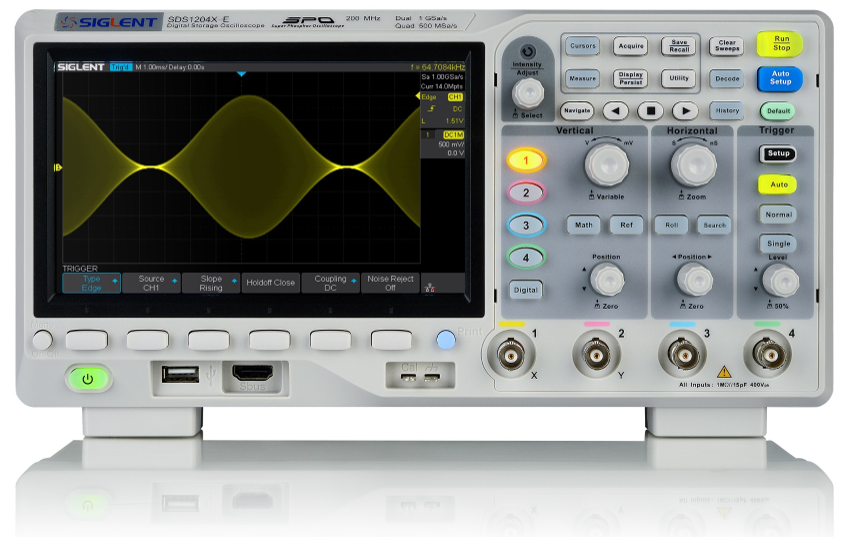 SIGLENT SDS1204X-E Digital Storage Oscilloscope SPO Super Phosphor Oscilloscope 200 MHz Dual 1 GSa/s Quad 500 MSa/s
SIGLENT Trig'd M 1.00ms/ Delay:0.00s f = 64.7084kHz
Sa 1.00GSa/s
Curr 14.0Mpts
Edge CH1
DC
L 1.51V
1 DC1M
500 mV/
0.0 V
TRIGGER
Type Edge
Source CH1
Slope Rising
Holdoff Close
Coupling DC
Noise Reject Off
Print
Sbus
Cal
Intensity
Adjust
Select
Cursors Acquire Save Recall Clear Sweeps Run Stop
Measure Display Persist Utility Decode Auto Setup
Navigate History Default
Vertical Horizontal Trigger
V mV
S nS
Variable Zoom
1
2
3
4
Digital
Math Ref Roll Search
Position Position
Zero Zero
Setup
Auto
Normal
Single
Level
50%
1 2 3 4
X Y
All Inputs: 1MΩ//15pF 400Vpk